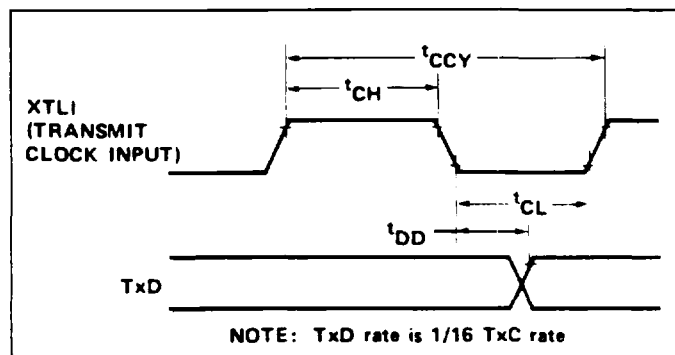 tCCY
tCH
XTLI
(TRANSMIT
CLOCK INPUT)
tCL
tDD
TxD
NOTE: TxD rate is 1/16 TxC rate